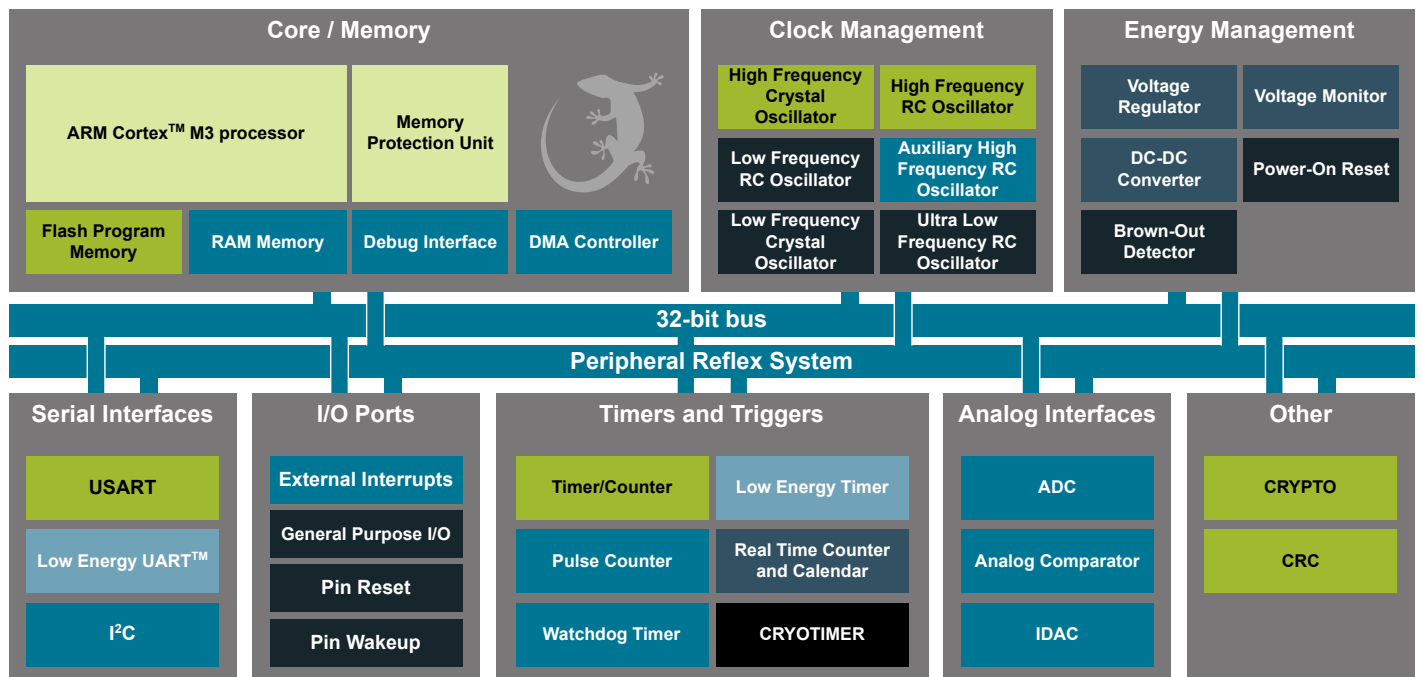 Core / Memory
ARM Cortex™ M3 processor
Memory
Protection Unit
Flash Program
Memory
RAM Memory
Debug Interface
DMA Controller
Clock Management
High Frequency
Crystal
Oscillator
High Frequency
RC Oscillator
Low Frequency
RC Oscillator
Auxiliary High
Frequency RC
Oscillator
Low Frequency
Crystal
Oscillator
Ultra Low
Frequency RC
Oscillator
Energy Management
Voltage
Regulator
Voltage Monitor
DC-DC
Converter
Power-On Reset
Brown-Out
Detector
32-bit bus
Peripheral Reflex System
Serial Interfaces
USART
Low Energy UART™
I²C
I/O Ports
External Interrupts
General Purpose I/O
Pin Reset
Pin Wakeup
Timers and Triggers
Timer/Counter
Low Energy Timer
Pulse Counter
Real Time Counter
and Calendar
Watchdog Timer
CRYOTIMER
Analog Interfaces
ADC
Analog Comparator
IDAC
Other
CRYPTO
CRC